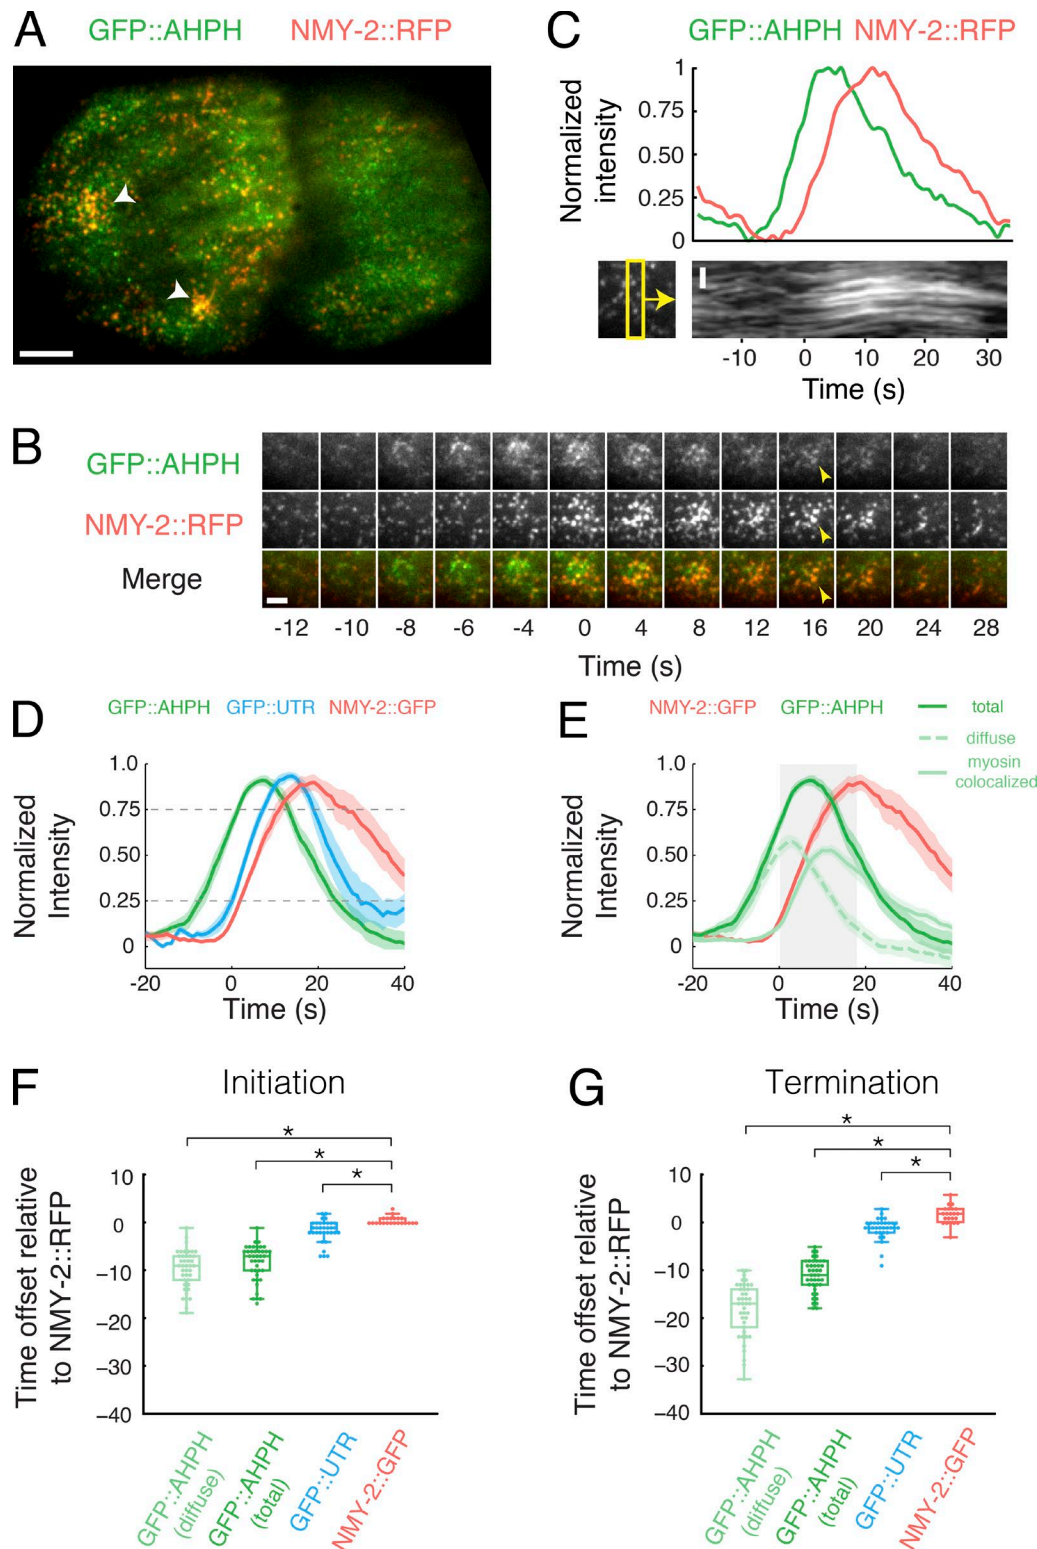 A
GFP::AHPH NMY-2::RFP
C
GFP::AHPH NMY-2::RFP
Normalized
intensity
1
0.75
0.50
0.25
0
-10 0 10 20 30
Time (s)
B
GFP::AHPH
NMY-2::RFP
Merge
-12 -10 -8 -6 -4 0 4 8 12 16 20 24 28
Time (s)
D
GFP::AHPH GFP::UTR NMY-2::GFP
Normalized
Intensity
1.0
0.75
0.50
0.25
0
-20 0 20 40
Time (s)
E
NMY-2::GFP GFP::AHPH
total
diffuse
myosin
colocalized
Normalized
Intensity
1.0
0.75
0.50
0.25
0
-20 0 20 40
Time (s)
F
Initiation
* 
*
*
Time offset relative
to NMY-2::RFP
10
0
−10
−20
−30
−40
GFP::AHPH
(diffuse)
GFP::AHPH
(total)
GFP::UTR
NMY-2::GFP
G
Termination
*
*
*
Time offset relative
to NMY-2::RFP
10
0
−10
−20
−30
−40
GFP::AHPH
(diffuse)
GFP::AHPH
(total)
GFP::UTR
NMY-2::GFP